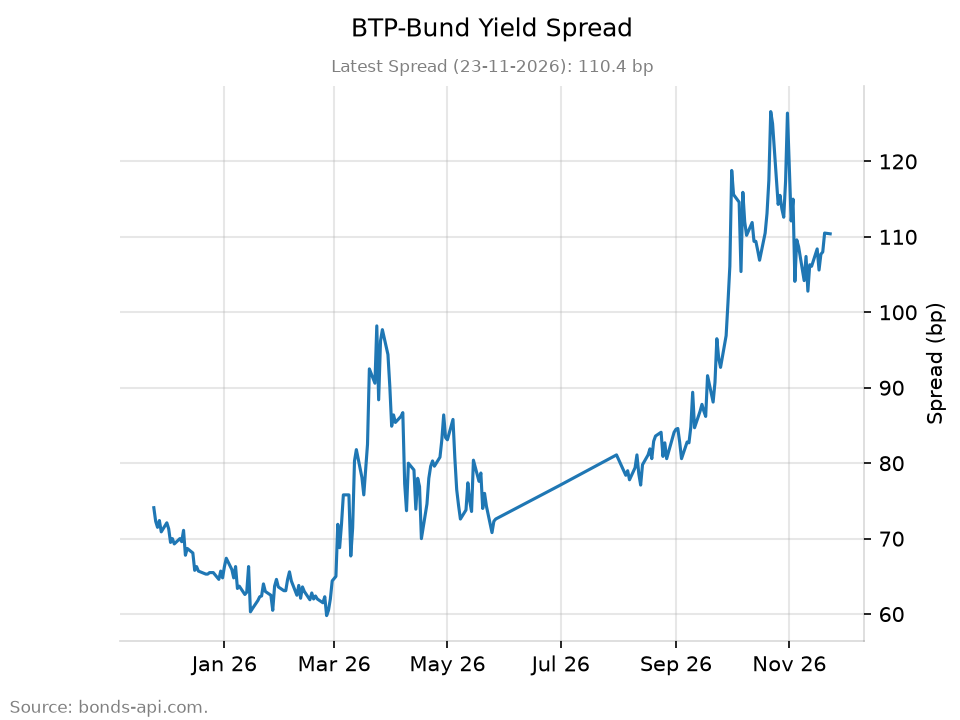 BTP-Bund Yield Spread
Latest Spread (23-11-2026): 110.4 bp
120
110
100
90
80
70
60
Spread (bp)
Jan 26
Mar 26
May 26
Jul 26
Sep 26
Nov 26
Source: bonds-api.com.